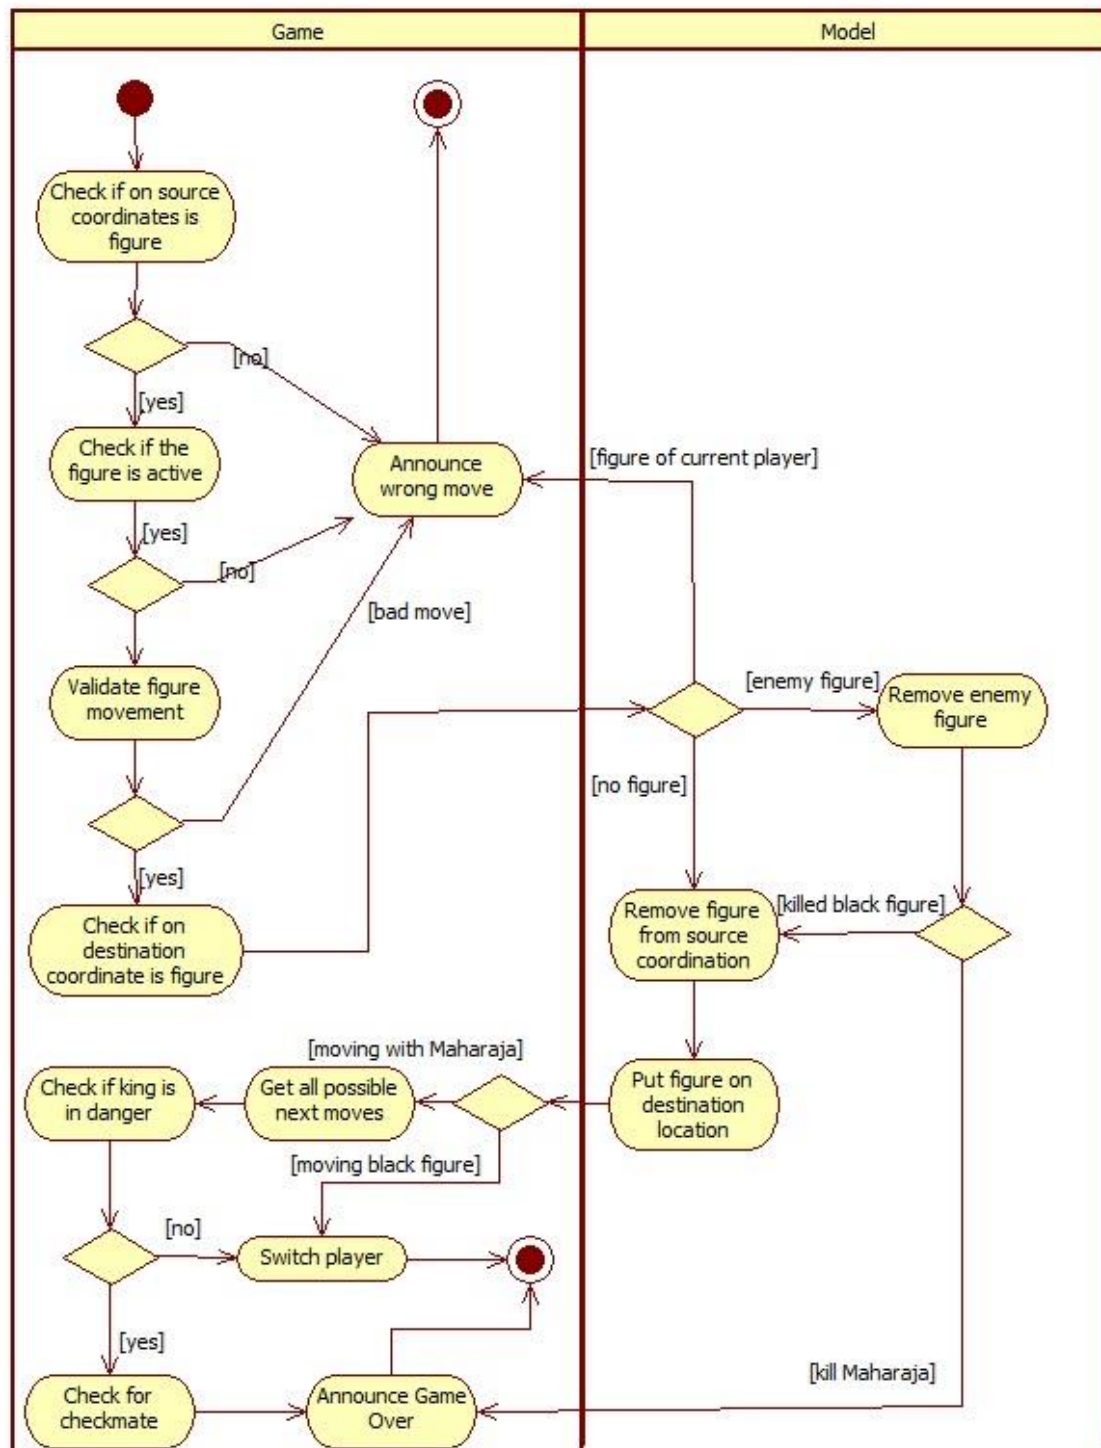 Game
Model
Check if on source
coordinates is
figure
[no]
[yes]
Check if the
figure is active
Announce
wrong move
[figure of current player]
[yes]
[no]
[bad move]
Validate figure
movement
[enemy figure]
Remove enemy
figure
[no figure]
[yes]
Check if on
destination
coordinate is figure
Remove figure
from source
coordination
[killed black figure]
[moving with Maharaja]
Check if king is
in danger
Get all possible
next moves
Put figure on
destination
location
[moving black figure]
[no]
Switch player
[yes]
[kill Maharaja]
Check for
checkmate
Announce Game
Over